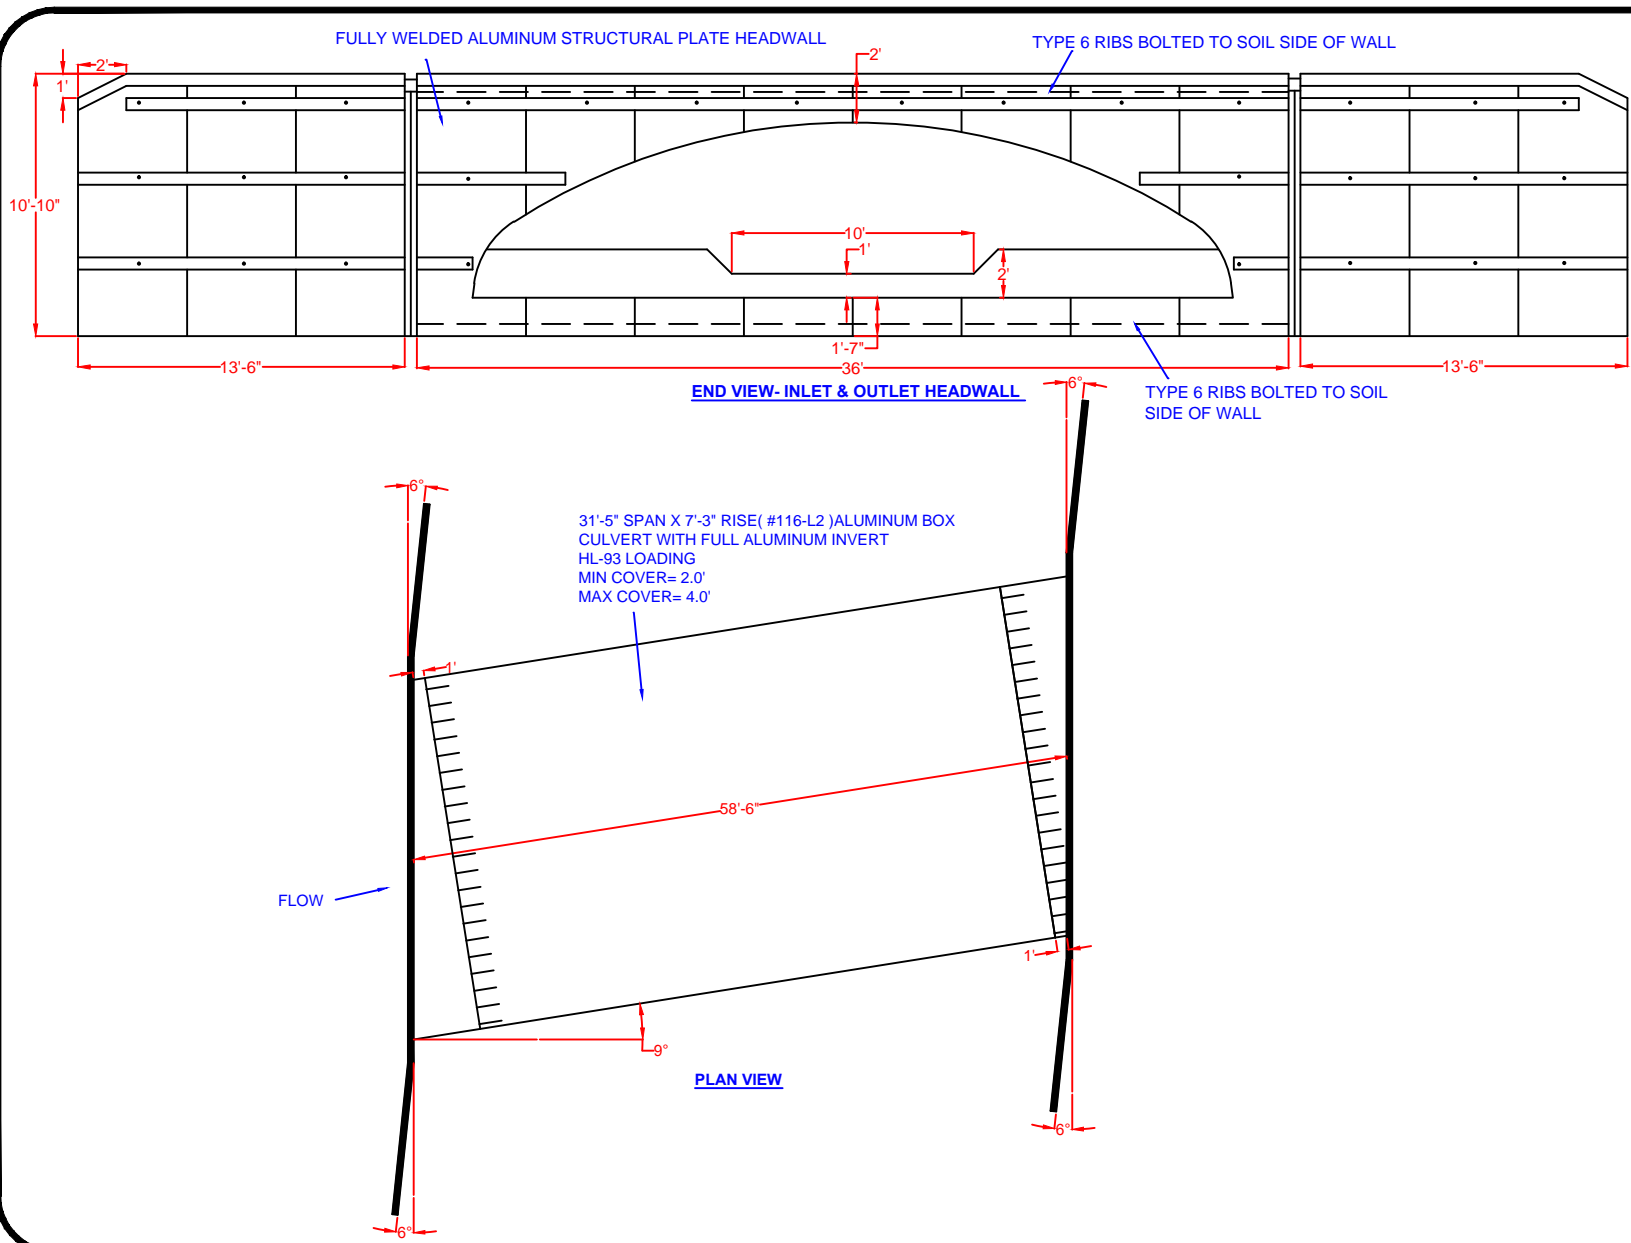 FULLY WELDED ALUMINUM STRUCTURAL PLATE HEADWALL
TYPE 6 RIBS BOLTED TO SOIL SIDE OF WALL
2'
2'
1'
10'-10"
10'
1'
2'
1'-7"
13'-6"
36'
13'-6"
END VIEW- INLET & OUTLET HEADWALL
TYPE 6 RIBS BOLTED TO SOIL
SIDE OF WALL
6°
6°
31'-5" SPAN X 7'-3" RISE( #116-L2 )ALUMINUM BOX
CULVERT WITH FULL ALUMINUM INVERT
HL-93 LOADING
MIN COVER= 2.0'
MAX COVER= 4.0'
1'
58'-6"
FLOW
1'
9°
PLAN VIEW
6°
6°